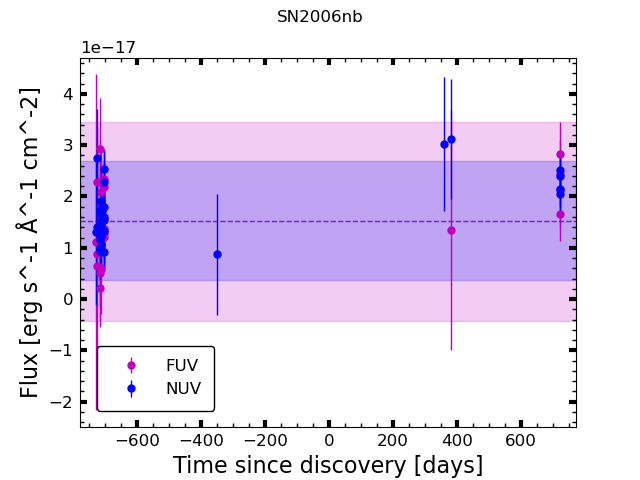 SN2006nb
1e−17
Flux [erg s^-1 Å^-1 cm^-2]
4
3
2
1
0
−1
−2
FUV
NUV
−600 −400 −200 0 200 400 600
Time since discovery [days]